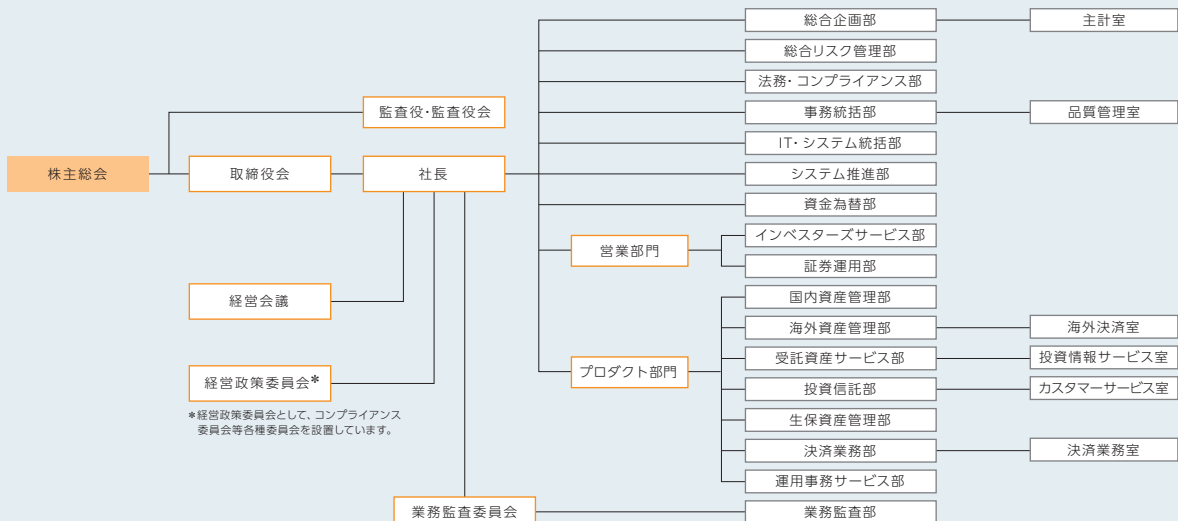 総合企画部
主計室
総合リスク管理部
法務・コンプライアンス部
監査役・監査役会
事務統括部
品質管理室
IT・システム統括部
株主総会
取締役会
社長
システム推進部
資金為替部
営業部門
インベスターズサービス部
証券運用部
経営会議
国内資産管理部
海外資産管理部
海外決済室
プロダクト部門
受託資産サービス部
投資情報サービス室
経営政策委員会*
投資信託部
カスタマーサービス室
*経営政策委員会として、コンプライアンス
委員会等各種委員会を設置しています。
生保資産管理部
決済業務部
決済業務室
運用事務サービス部
業務監査委員会
業務監査部